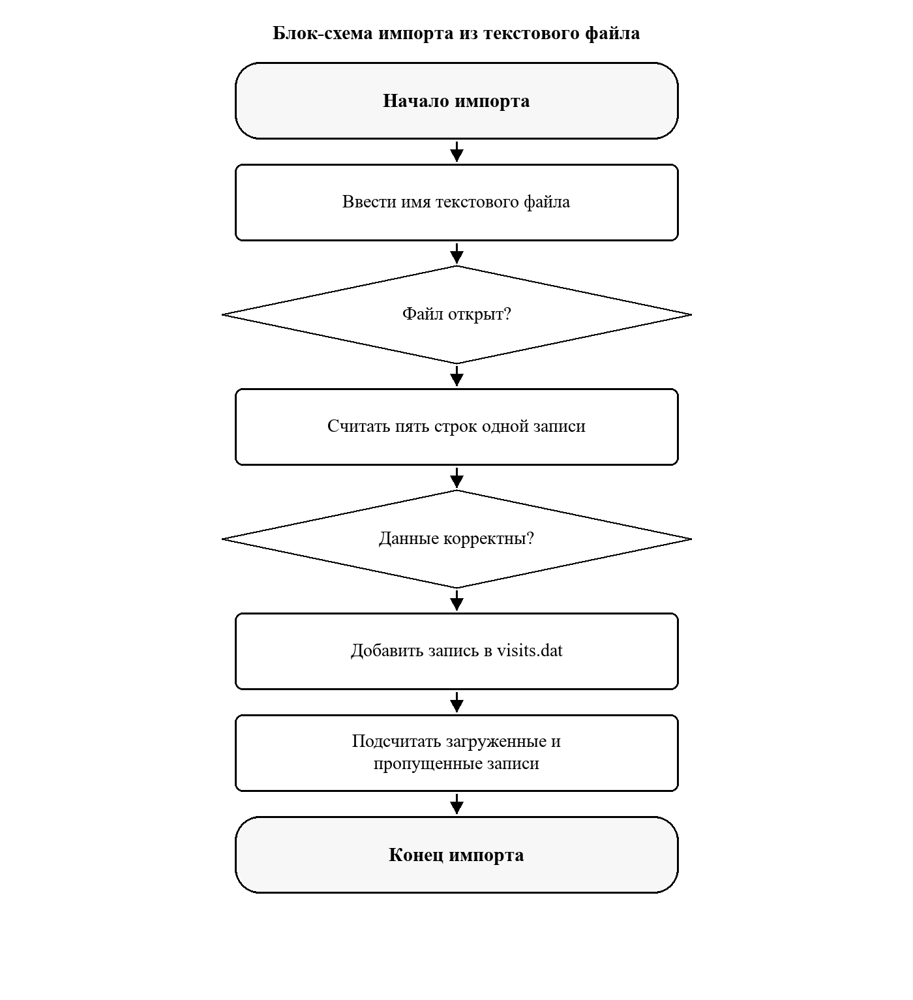 Блок-схема импорта из текстового файла
Начало импорта
Ввести имя текстового файла
Файл открыт?
Считать пять строк одной записи
Данные корректны?
Добавить запись в visits.dat
Подсчитать загруженные и
пропущенные записи
Конец импорта